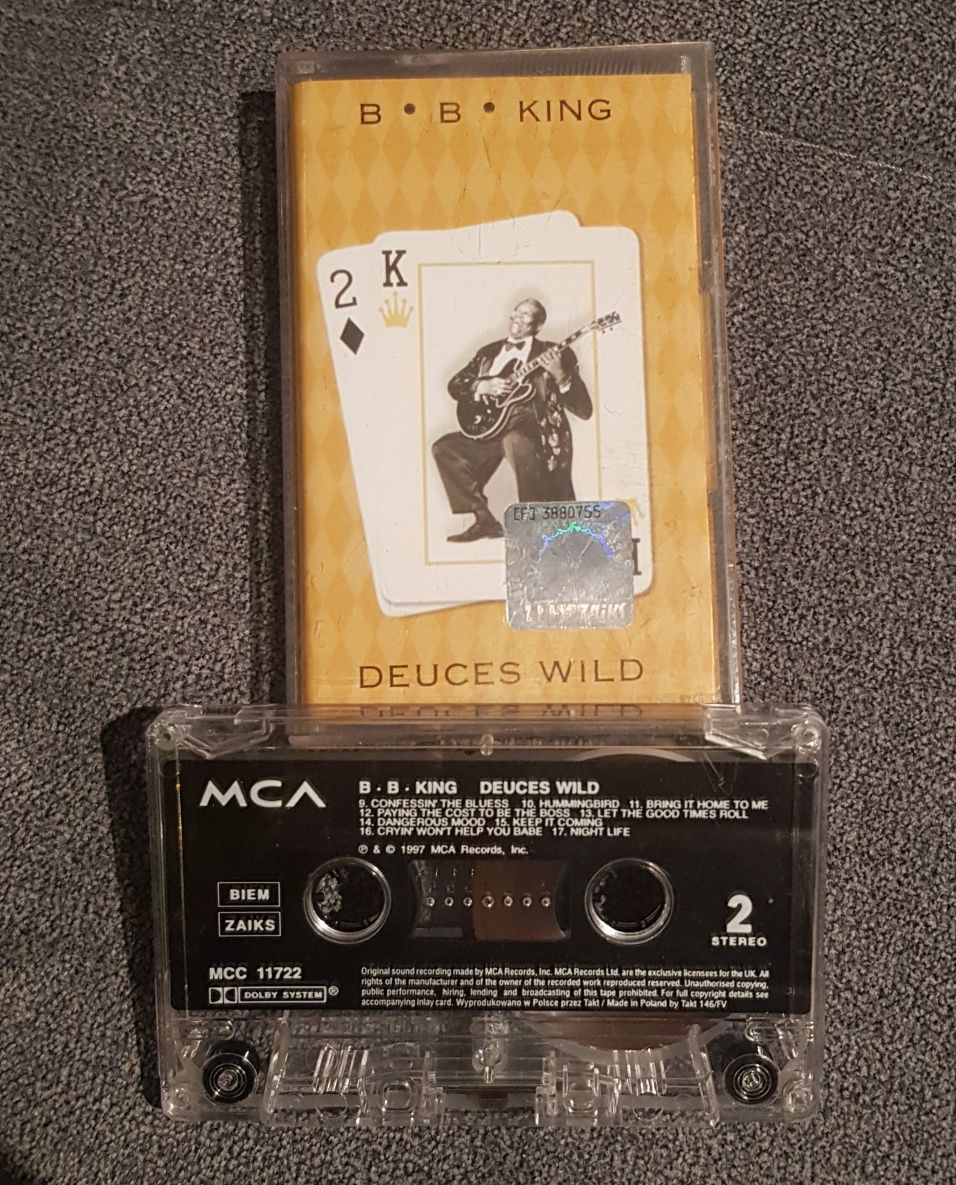 B • B • KING
2
K
K
[F] 3880755
DEUCES WILD
MCA
B • B • KING DEUCES WILD
9. CONFESSIN' THE BLUESS 10. HUMMINGBIRD 11. BRING IT HOME TO ME
12. PAYING THE COST TO BE THE BOSS 13. LET THE GOOD TIMES ROLL
14. DANGEROUS MOOD 15. KEEP IT COMING
16. CRYIN' WON'T HELP YOU BABE 17. NIGHT LIFE
℗ & © 1997 MCA Records, Inc.
BIEM
ZAIKS
2
STEREO
MCC 11722
DOLBY SYSTEM®
Original sound recording made by MCA Records, Inc. MCA Records Ltd. are the exclusive licensees for the UK. All
rights of the manufacturer and of the owner of the recorded work reproduced reserved. Unauthorised copying,
public performance, hiring, lending and broadcasting of this tape prohibited. For full copyright details see
accompanying inlay card. Wyprodukowano w Polsce przez Takt / Made in Poland by Takt 146/FV